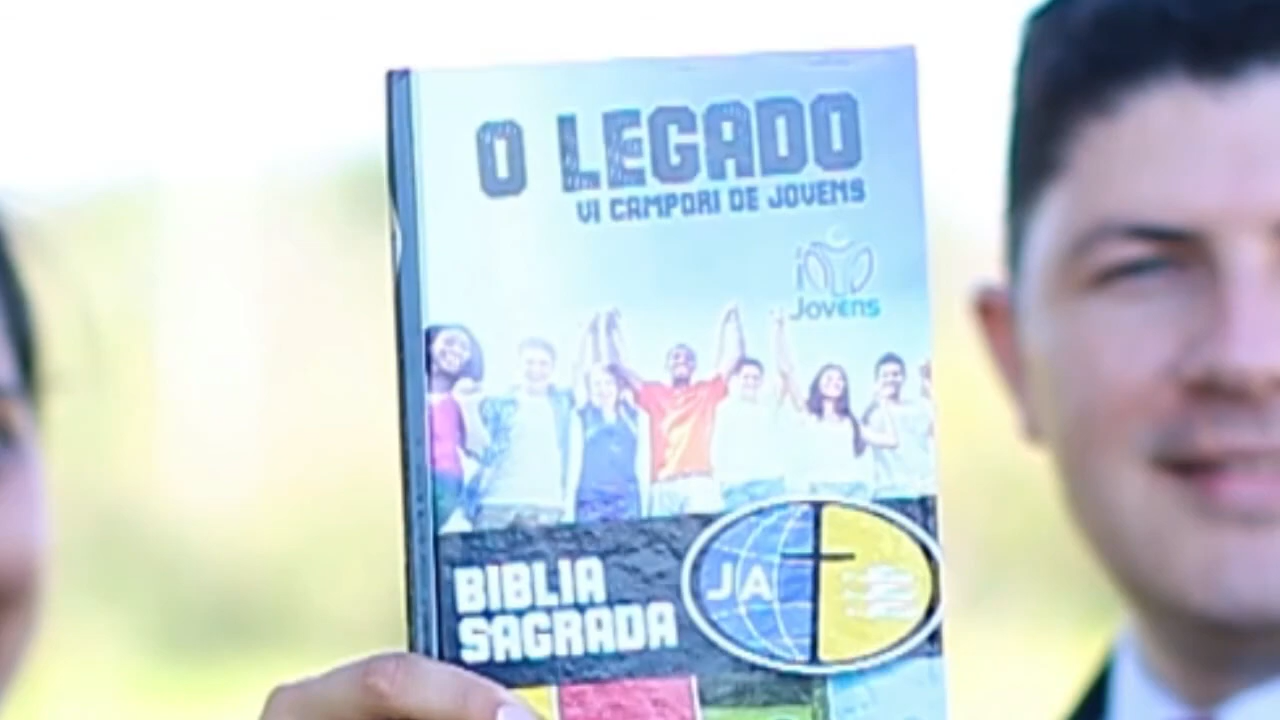 O LEGADO
VI CAMPORI DE JOVENS
Jovens
BIBLIA
SAGRADA
JA